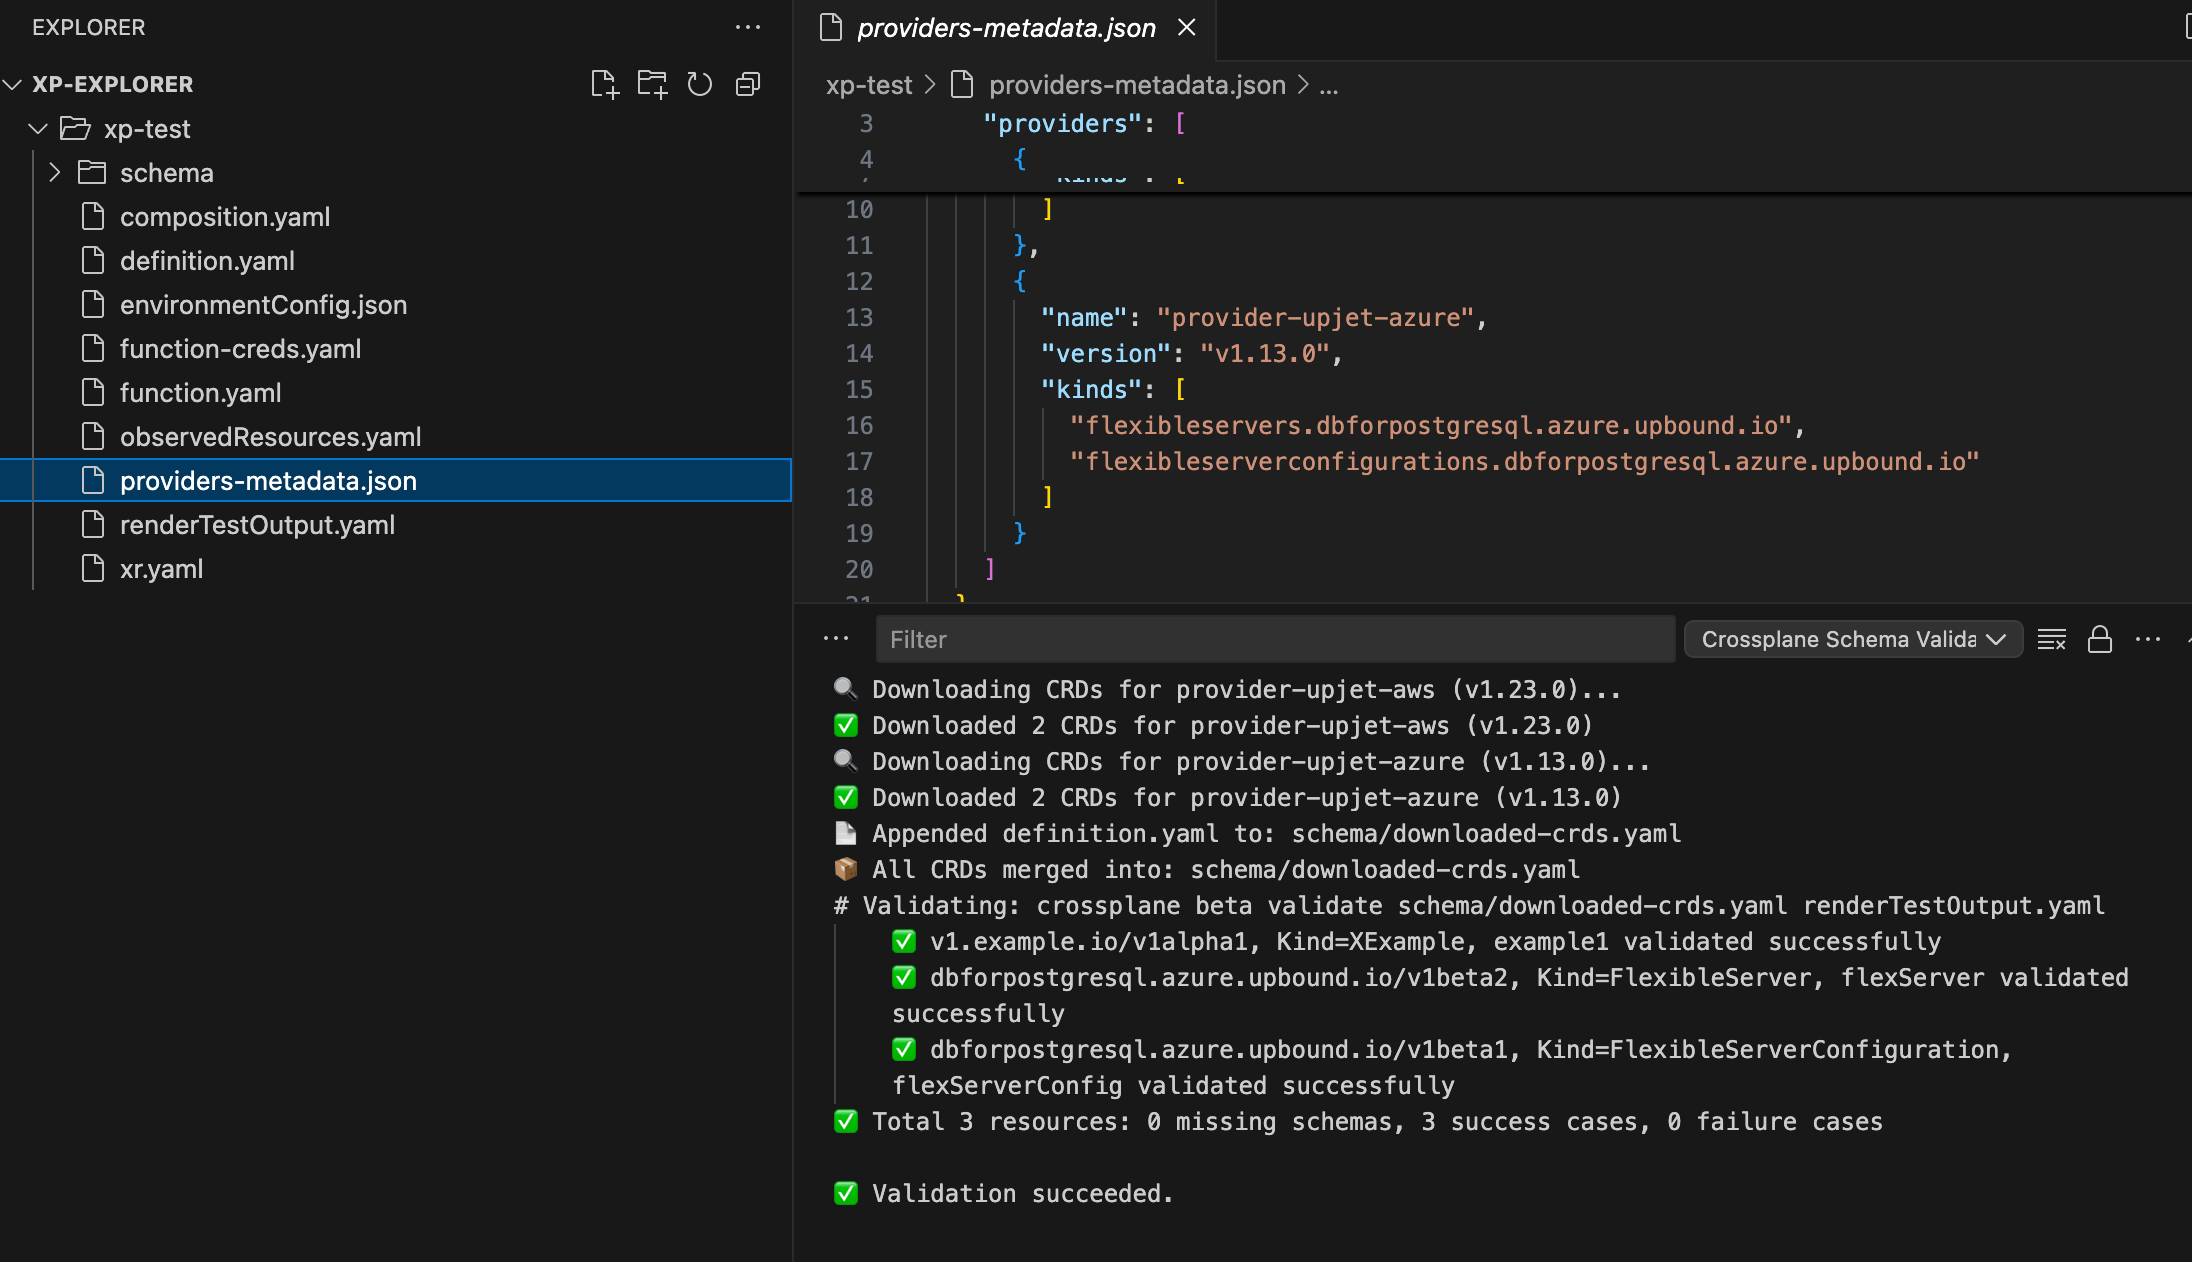 EXPLORER
XP-EXPLORER
xp-test
schema
composition.yaml
definition.yaml
environmentConfig.json
function-creds.yaml
function.yaml
observedResources.yaml
providers-metadata.json
renderTestOutput.yaml
xr.yaml
providers-metadata.json
xp-test > providers-metadata.json > ...
3 "providers": [
4 {
"kinds": [
10 ]
11 },
12 {
13 "name": "provider-upjet-azure",
14 "version": "v1.13.0",
15 "kinds": [
16 "flexibleservers.dbforpostgresql.azure.upbound.io",
17 "flexibleserverconfigurations.dbforpostgresql.azure.upbound.io"
18 ]
19 }
20 ]
21 }
Filter
Crossplane Schema Valida
🔍 Downloading CRDs for provider-upjet-aws (v1.23.0)...
✅ Downloaded 2 CRDs for provider-upjet-aws (v1.23.0)
🔍 Downloading CRDs for provider-upjet-azure (v1.13.0)...
✅ Downloaded 2 CRDs for provider-upjet-azure (v1.13.0)
📄 Appended definition.yaml to: schema/downloaded-crds.yaml
📦 All CRDs merged into: schema/downloaded-crds.yaml
# Validating: crossplane beta validate schema/downloaded-crds.yaml renderTestOutput.yaml
✅ v1.example.io/v1alpha1, Kind=XExample, example1 validated successfully
✅ dbforpostgresql.azure.upbound.io/v1beta2, Kind=FlexibleServer, flexServer validated
successfully
✅ dbforpostgresql.azure.upbound.io/v1beta1, Kind=FlexibleServerConfiguration,
flexServerConfig validated successfully
✅ Total 3 resources: 0 missing schemas, 3 success cases, 0 failure cases
✅ Validation succeeded.